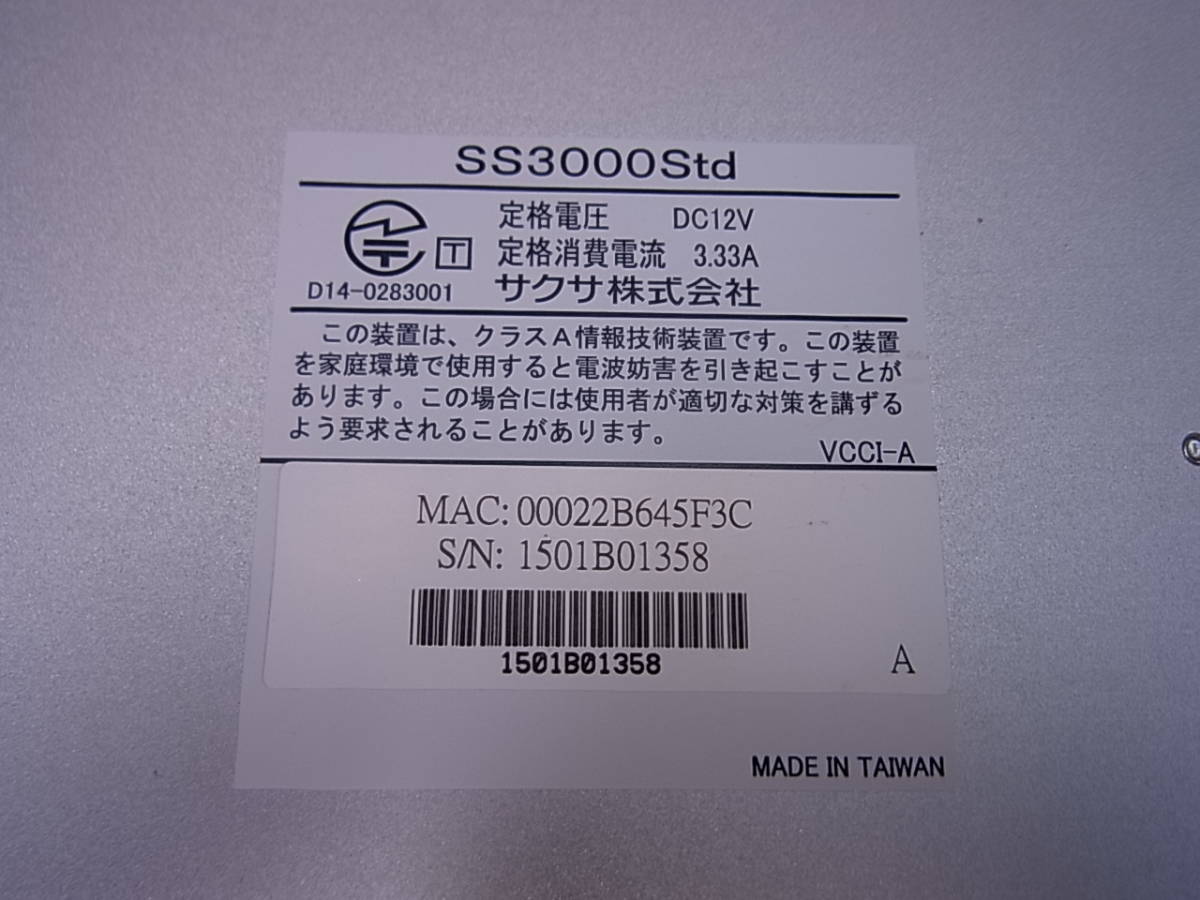 SS3000Std
定格電圧 DC12V
定格消費電流 3.33A
T
D14-0283001 サクサ株式会社
この装置は、クラスA情報技術装置です。この装置
を家庭環境で使用すると電波妨害を引き起こすことが
あります。この場合には使用者が適切な対策を講ずる
よう要求されることがあります。
VCCI-A
MAC: 00022B645F3C
S/N: 1501B01358
1501B01358
A
MADE IN TAIWAN